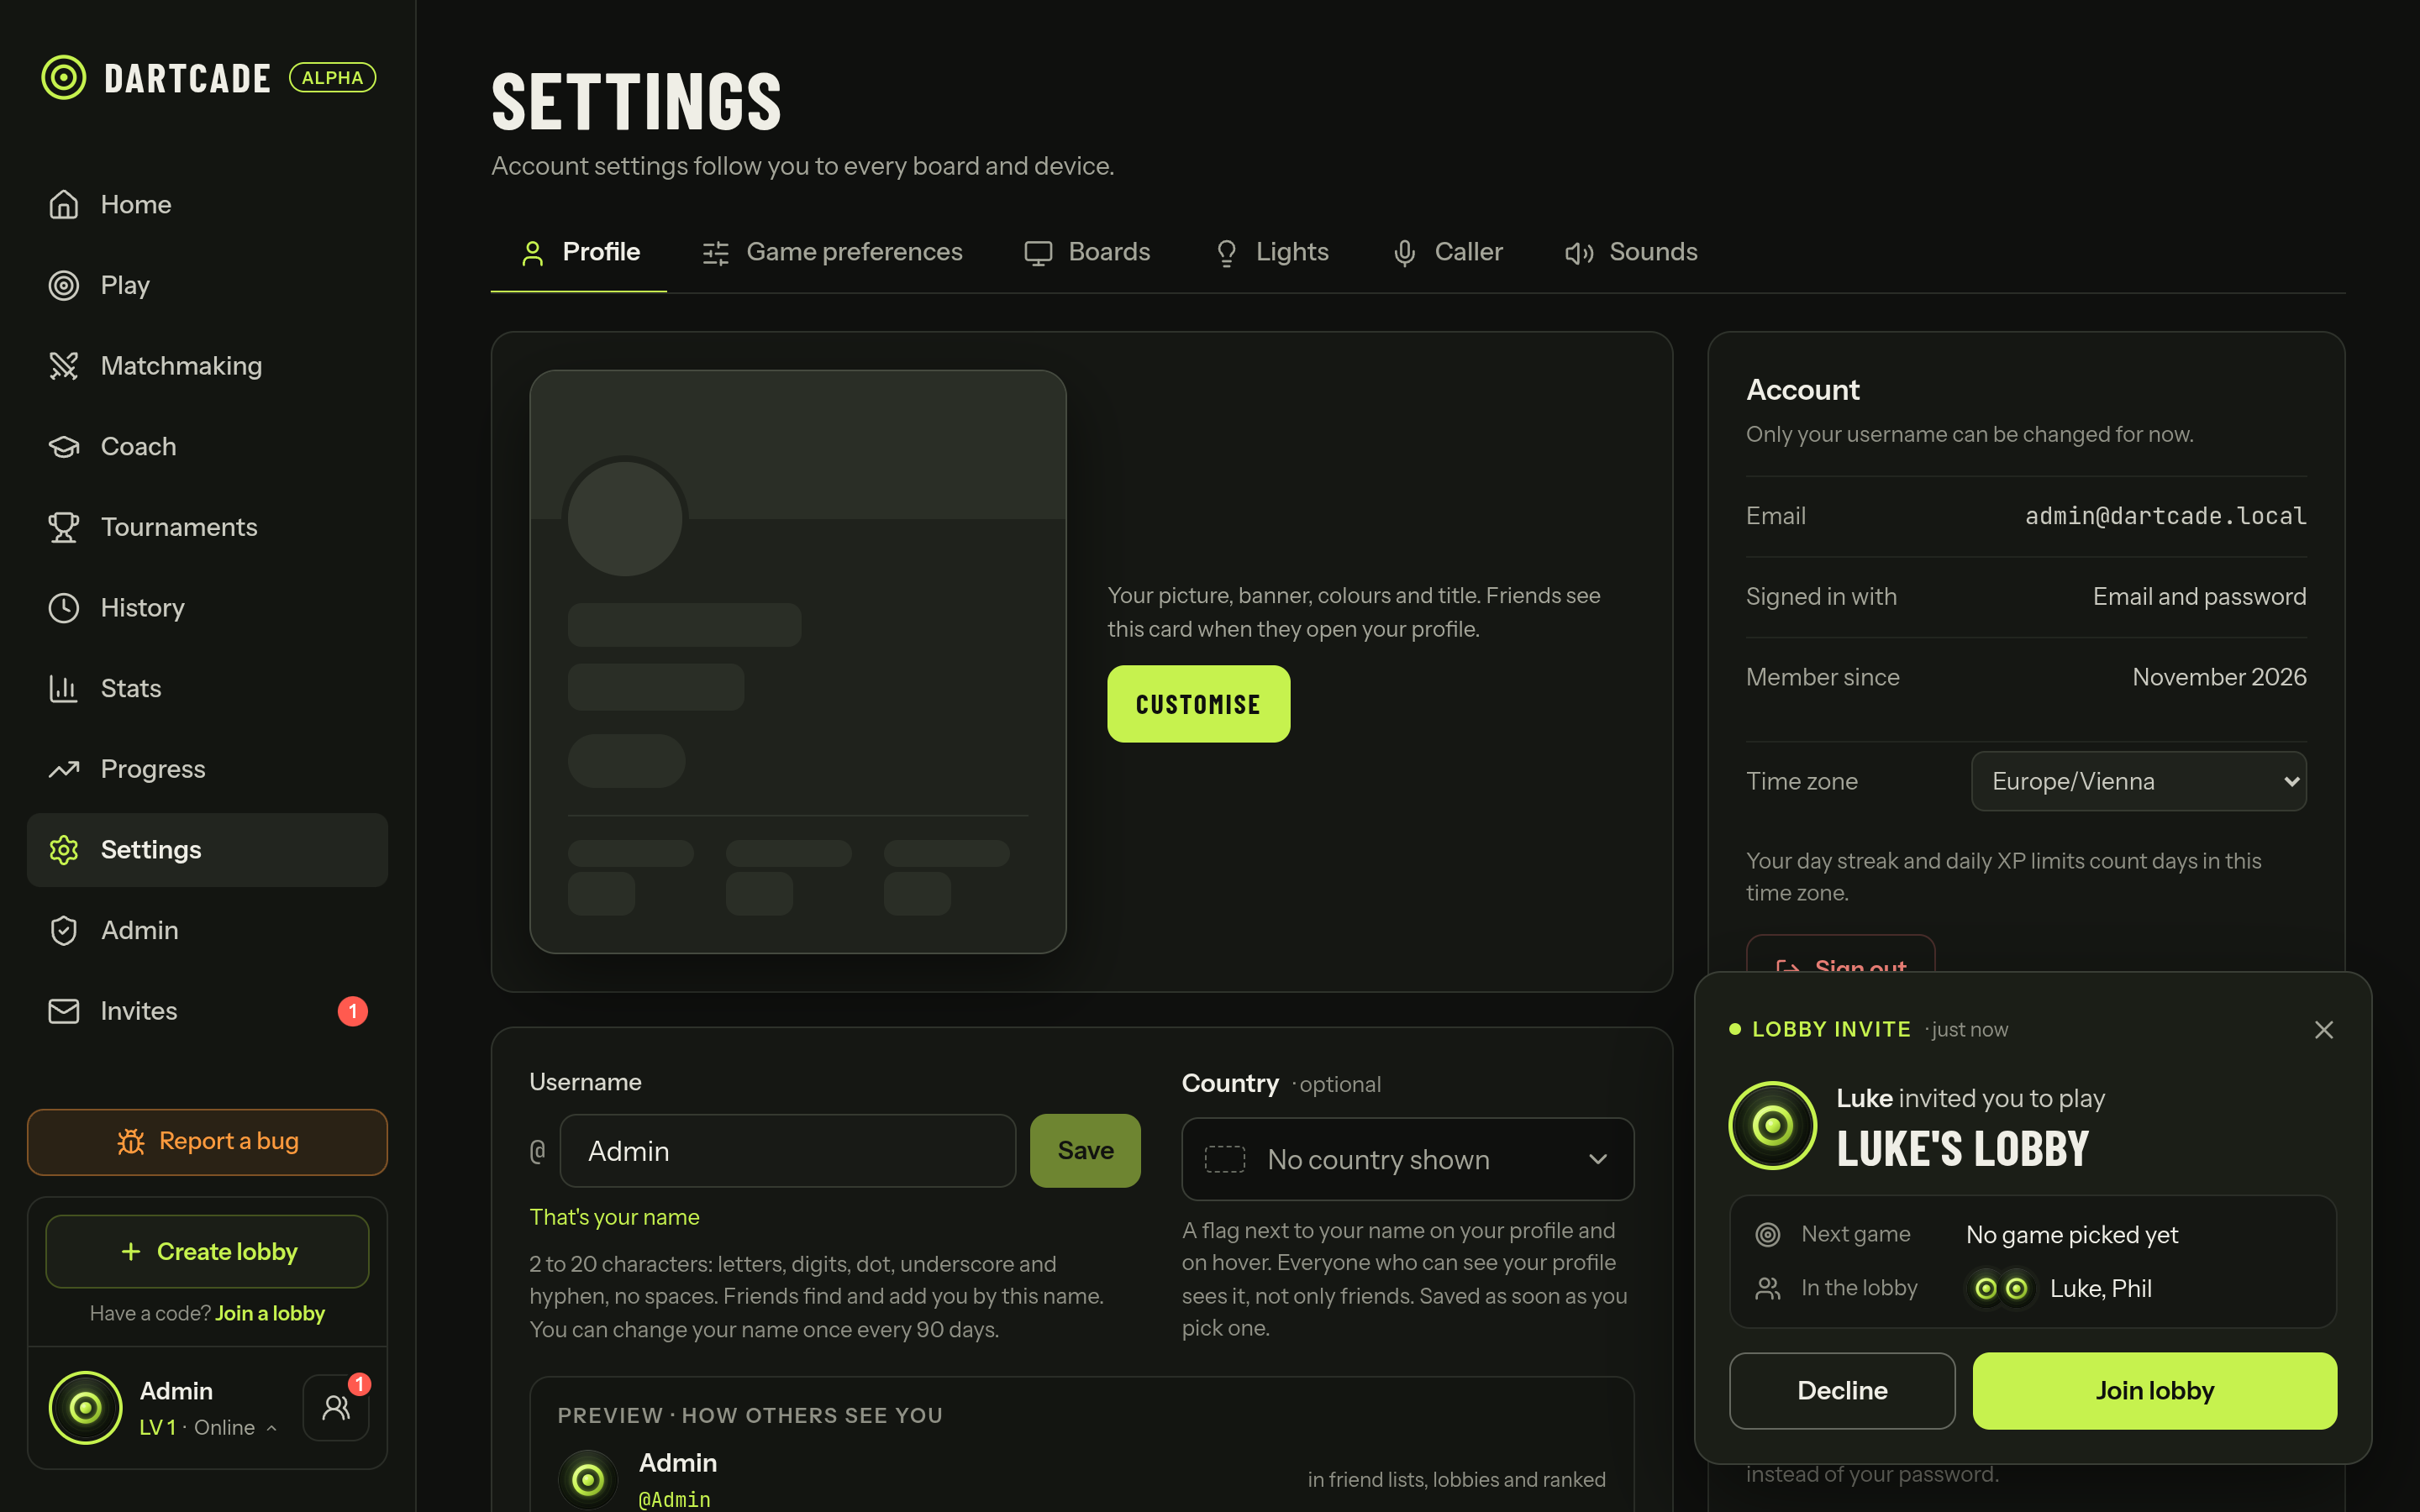 DARTCADE ALPHA
Home
Play
Matchmaking
Coach
Tournaments
History
Stats
Progress
Settings
Admin
Invites 1
Report a bug
+ Create lobby
Have a code? Join a lobby
Admin
LV 1 · Online
1
SETTINGS
Account settings follow you to every board and device.
Profile Game preferences Boards Lights Caller Sounds
Your picture, banner, colours and title. Friends see
this card when they open your profile.
CUSTOMISE
Account
Only your username can be changed for now.
Email admin@dartcade.local
Signed in with Email and password
Member since November 2026
Time zone Europe/Vienna
Your day streak and daily XP limits count days in this
time zone.
Sign out
Username
@ Admin Save
That's your name
2 to 20 characters: letters, digits, dot, underscore and
hyphen, no spaces. Friends find and add you by this name.
You can change your name once every 90 days.
Country · optional
No country shown
A flag next to your name on your profile and
on hover. Everyone who can see your profile
sees it, not only friends. Saved as soon as you
pick one.
PREVIEW · HOW OTHERS SEE YOU
Admin
@Admin
in friend lists, lobbies and ranked
LOBBY INVITE · just now
Luke invited you to play
LUKE'S LOBBY
Next game No game picked yet
In the lobby Luke, Phil
Decline Join lobby
instead of your password.